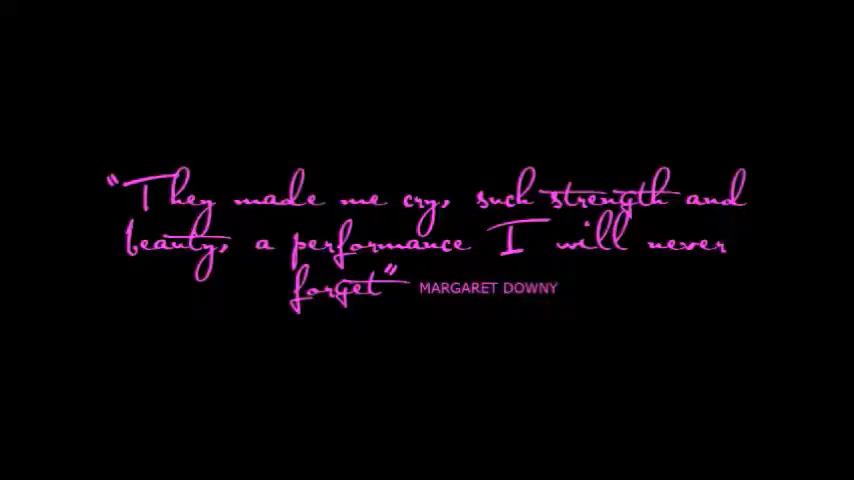 “They made me cry, such strength and
beauty, a performance I will never
forget” MARGARET DOWNY